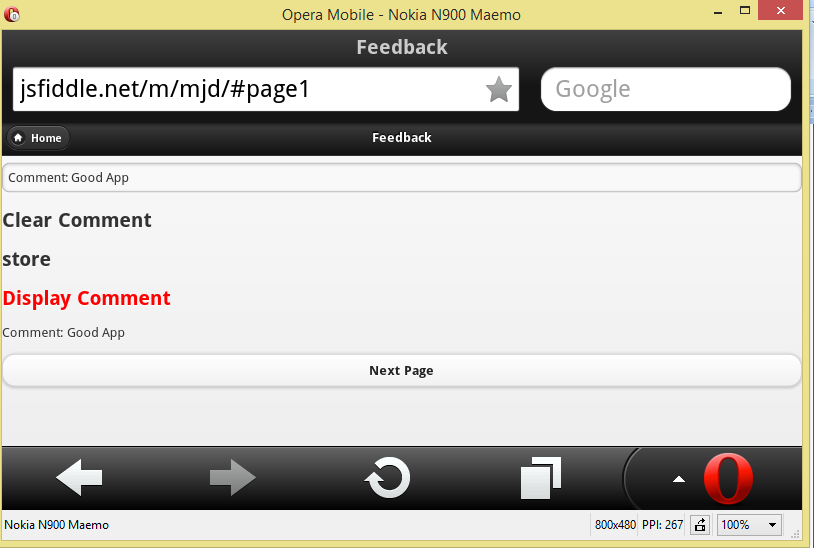 Opera Mobile - Nokia N900 Maemo
Feedback
jsfiddle.net/m/mjd/#page1
Google
Home
Feedback
Comment: Good App
Clear Comment
store
Display Comment
Comment: Good App
Next Page
Nokia N900 Maemo
800x480
PPI: 267
100%